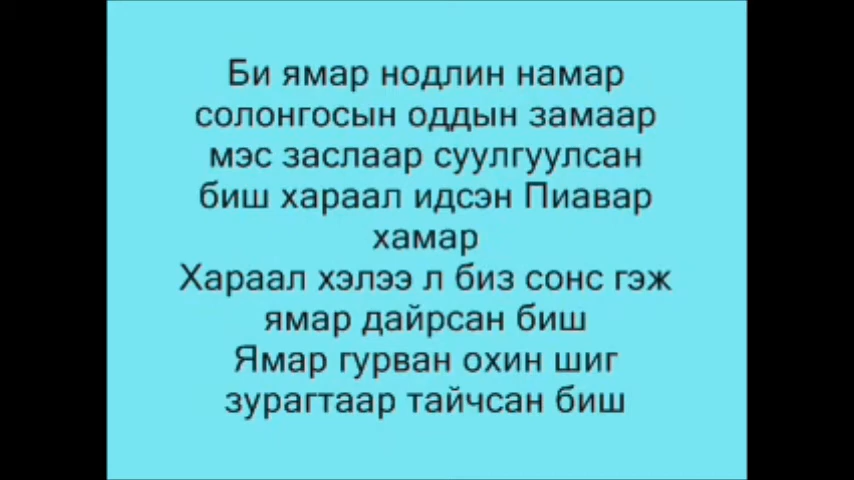 Би ямар нодлин намар
солонгосын оддын замаар
мэс заслаар суулгуулсан
биш хараал идсэн Пиавар
хамар
Хараал хэлээ л биз сонс гэж
ямар дайрсан биш
Ямар гурван охин шиг
зурагтаар тайчсан биш